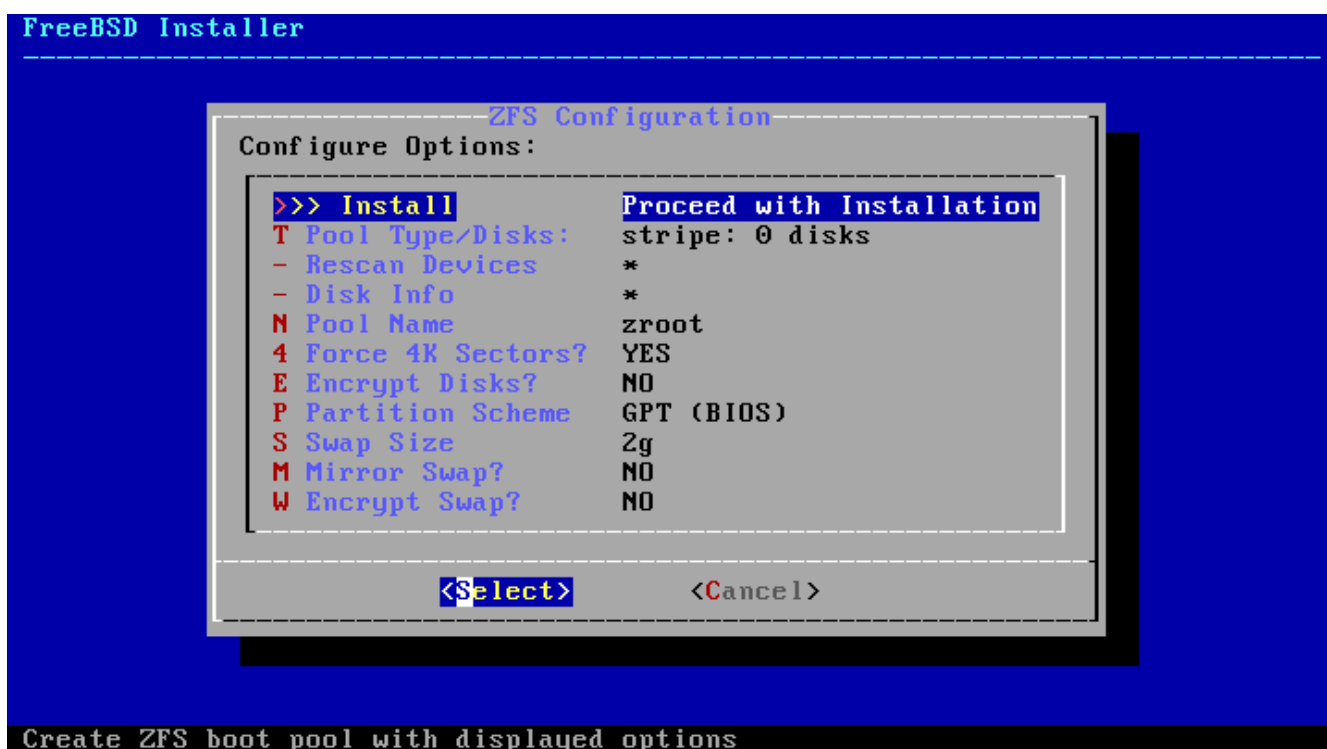 FreeBSD Installer
ZFS Configuration
Configure Options:
>>> Install Proceed with Installation
T Pool Type/Disks: stripe: 0 disks
- Rescan Devices *
- Disk Info *
N Pool Name zroot
4 Force 4K Sectors? YES
E Encrypt Disks? NO
P Partition Scheme GPT (BIOS)
S Swap Size 2g
M Mirror Swap? NO
W Encrypt Swap? NO
<Select> <Cancel>
Create ZFS boot pool with displayed options